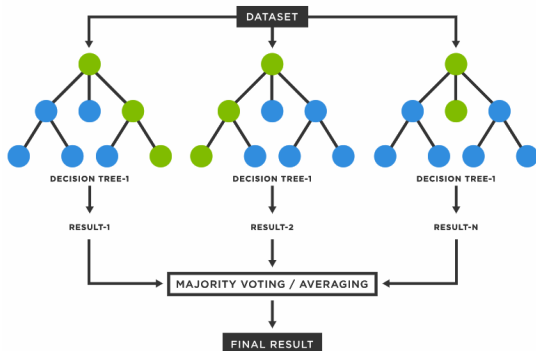 DATASET
DECISION TREE-1 DECISION TREE-1 DECISION TREE-1
RESULT-1 RESULT-2 RESULT-N
MAJORITY VOTING / AVERAGING
FINAL RESULT